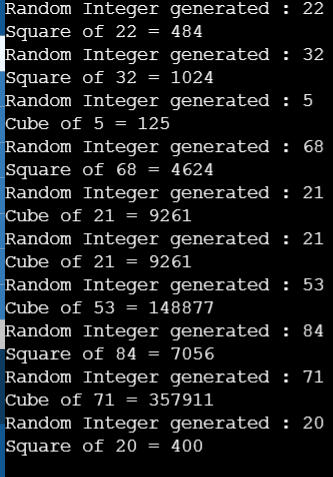 Random Integer generated : 22
Square of 22 = 484
Random Integer generated : 32
Square of 32 = 1024
Random Integer generated : 5
Cube of 5 = 125
Random Integer generated : 68
Square of 68 = 4624
Random Integer generated : 21
Cube of 21 = 9261
Random Integer generated : 21
Cube of 21 = 9261
Random Integer generated : 53
Cube of 53 = 148877
Random Integer generated : 84
Square of 84 = 7056
Random Integer generated : 71
Cube of 71 = 357911
Random Integer generated : 20
Square of 20 = 400